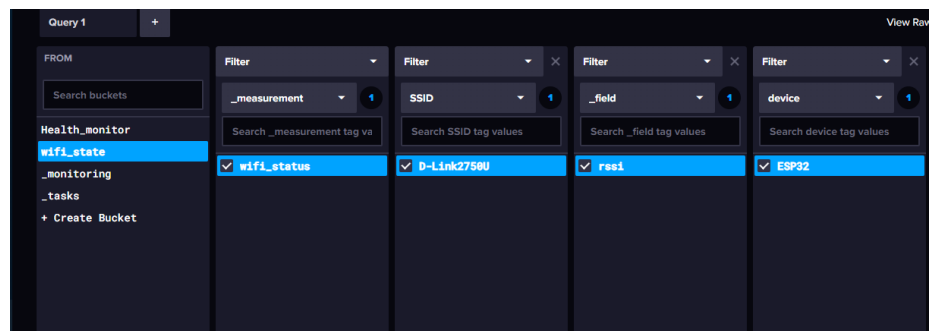 Query 1
+
View Raw
FROM
Search buckets
Health_monitor
wifi_state
_monitoring
_tasks
+ Create Bucket
Filter
_measurement 1
Search _measurement tag va
wifi_status
Filter
SSID 1
Search SSID tag values
D-Link2750U
Filter
_field 1
Search _field tag values
rssi
Filter
device 1
Search device tag values
ESP32